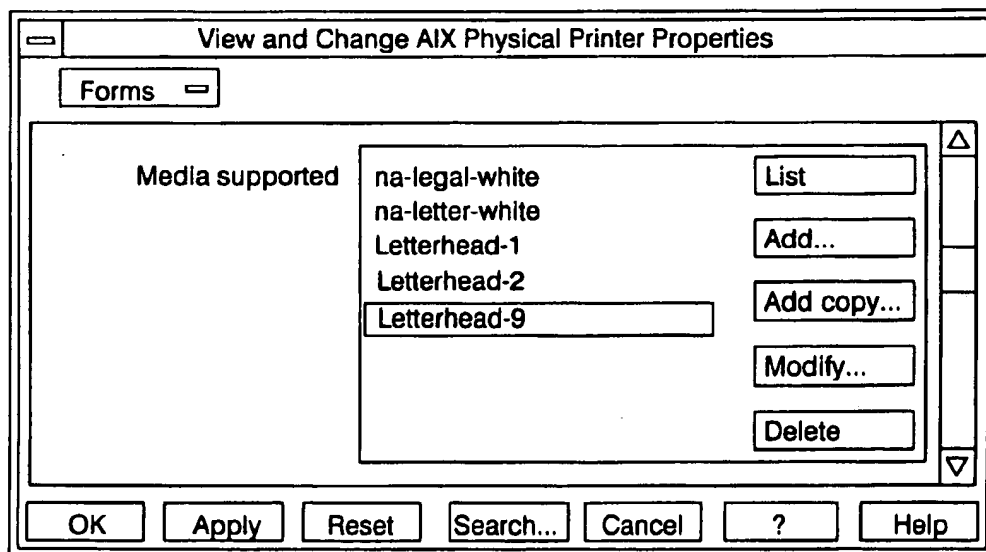 View and Change AIX Physical Printer Properties
Forms
Media supported
na-legal-white
na-letter-white
Letterhead-1
Letterhead-2
Letterhead-9
List
Add...
Add copy...
Modify...
Delete
OK
Apply
Reset
Search...
Cancel
?
Help